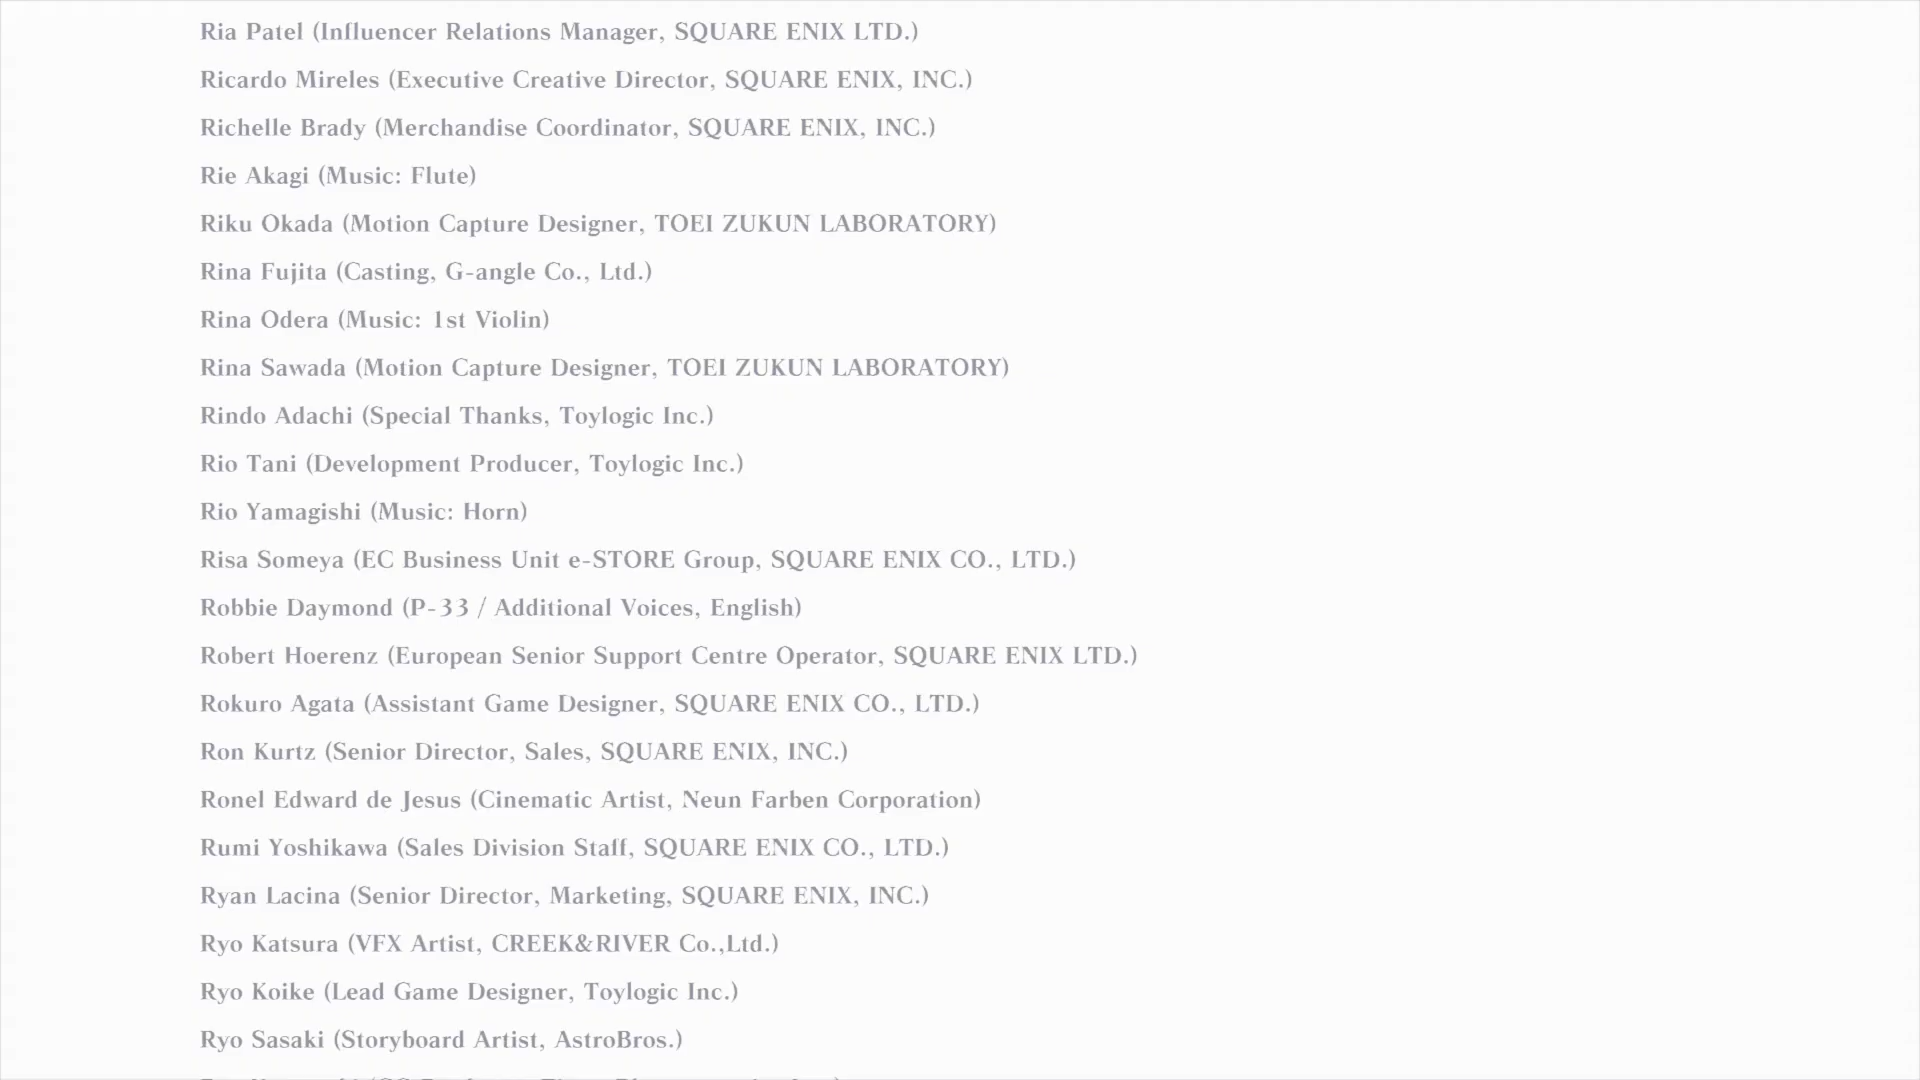 Ria Patel (Influencer Relations Manager, SQUARE ENIX LTD.)
Ricardo Mireles (Executive Creative Director, SQUARE ENIX, INC.)
Richelle Brady (Merchandise Coordinator, SQUARE ENIX, INC.)
Rie Akagi (Music: Flute)
Riku Okada (Motion Capture Designer, TOEI ZUKUN LABORATORY)
Rina Fujita (Casting, G-angle Co., Ltd.)
Rina Odera (Music: 1st Violin)
Rina Sawada (Motion Capture Designer, TOEI ZUKUN LABORATORY)
Rindo Adachi (Special Thanks, Toylogic Inc.)
Rio Tani (Development Producer, Toylogic Inc.)
Rio Yamagishi (Music: Horn)
Risa Someya (EC Business Unit e-STORE Group, SQUARE ENIX CO., LTD.)
Robbie Daymond (P-33 / Additional Voices, English)
Robert Hoerenz (European Senior Support Centre Operator, SQUARE ENIX LTD.)
Rokuro Agata (Assistant Game Designer, SQUARE ENIX CO., LTD.)
Ron Kurtz (Senior Director, Sales, SQUARE ENIX, INC.)
Ronel Edward de Jesus (Cinematic Artist, Neun Farben Corporation)
Rumi Yoshikawa (Sales Division Staff, SQUARE ENIX CO., LTD.)
Ryan Lacina (Senior Director, Marketing, SQUARE ENIX, INC.)
Ryo Katsura (VFX Artist, CREEK&RIVER Co.,Ltd.)
Ryo Koike (Lead Game Designer, Toylogic Inc.)
Ryo Sasaki (Storyboard Artist, AstroBros.)